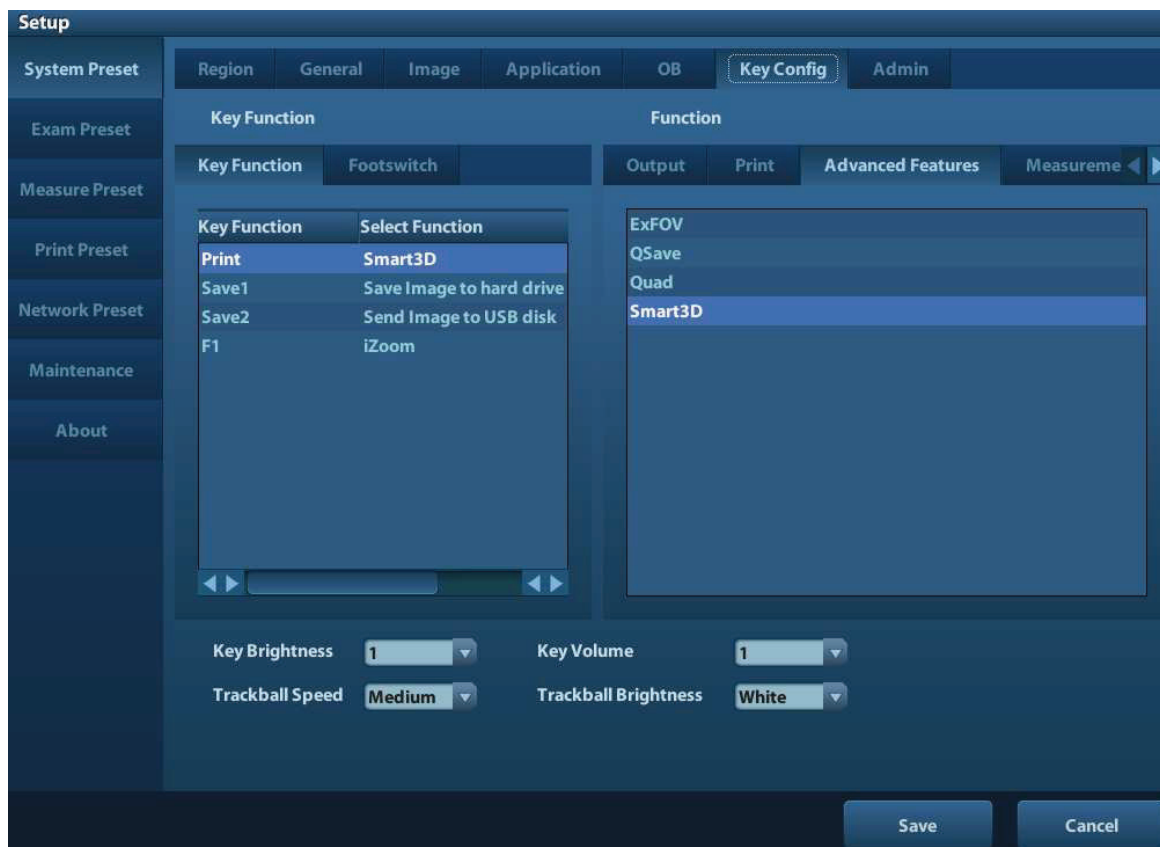 Setup
System Preset
Exam Preset
Measure Preset
Print Preset
Network Preset
Maintenance
About
Region General Image Application OB Key Config Admin
Key Function
Key Function Footswitch
Key Function Select Function
Print Smart3D
Save1 Save Image to hard drive
Save2 Send Image to USB disk
F1 iZoom
Function
Output Print Advanced Features Measureme
ExFOV
QSave
Quad
Smart3D
Key Brightness 1 Key Volume 1
Trackball Speed Medium Trackball Brightness White
Save Cancel